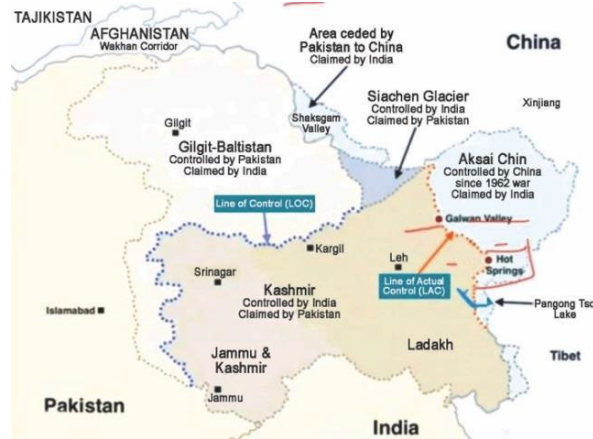 TAJIKISTAN
AFGHANISTAN
Wakhan Corridor
Area ceded by
Pakistan to China
Claimed by India
China
Siachen Glacier
Controlled by India
Claimed by Pakistan
Xinjiang
Gilgit
Shaksgam
Valley
Gilgit-Baltistan
Controlled by Pakistan
Claimed by India
Aksai Chin
Controlled by China
since 1962 war
Claimed by India
Line of Control (LOC)
Galwan Valley
Kargil
Leh
Hot
Springs
Srinagar
Line of Actual
Control (LAC)
Kashmir
Controlled by India
Claimed by Pakistan
Pangong Tso
Lake
Islamabad
Ladakh
Jammu &
Kashmir
Tibet
Jammu
Pakistan
India